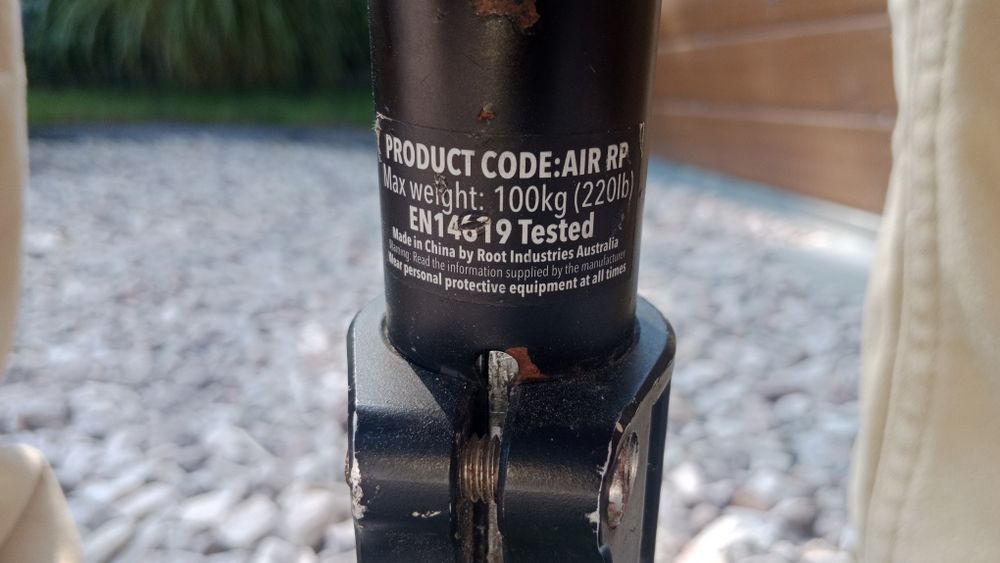 PRODUCT CODE:AIR RP
Max weight: 100kg (220lb)
EN14619 Tested
Made in China by Root Industries Australia
Warning: Read the information supplied by the manufacturer
Wear personal protective equipment at all times